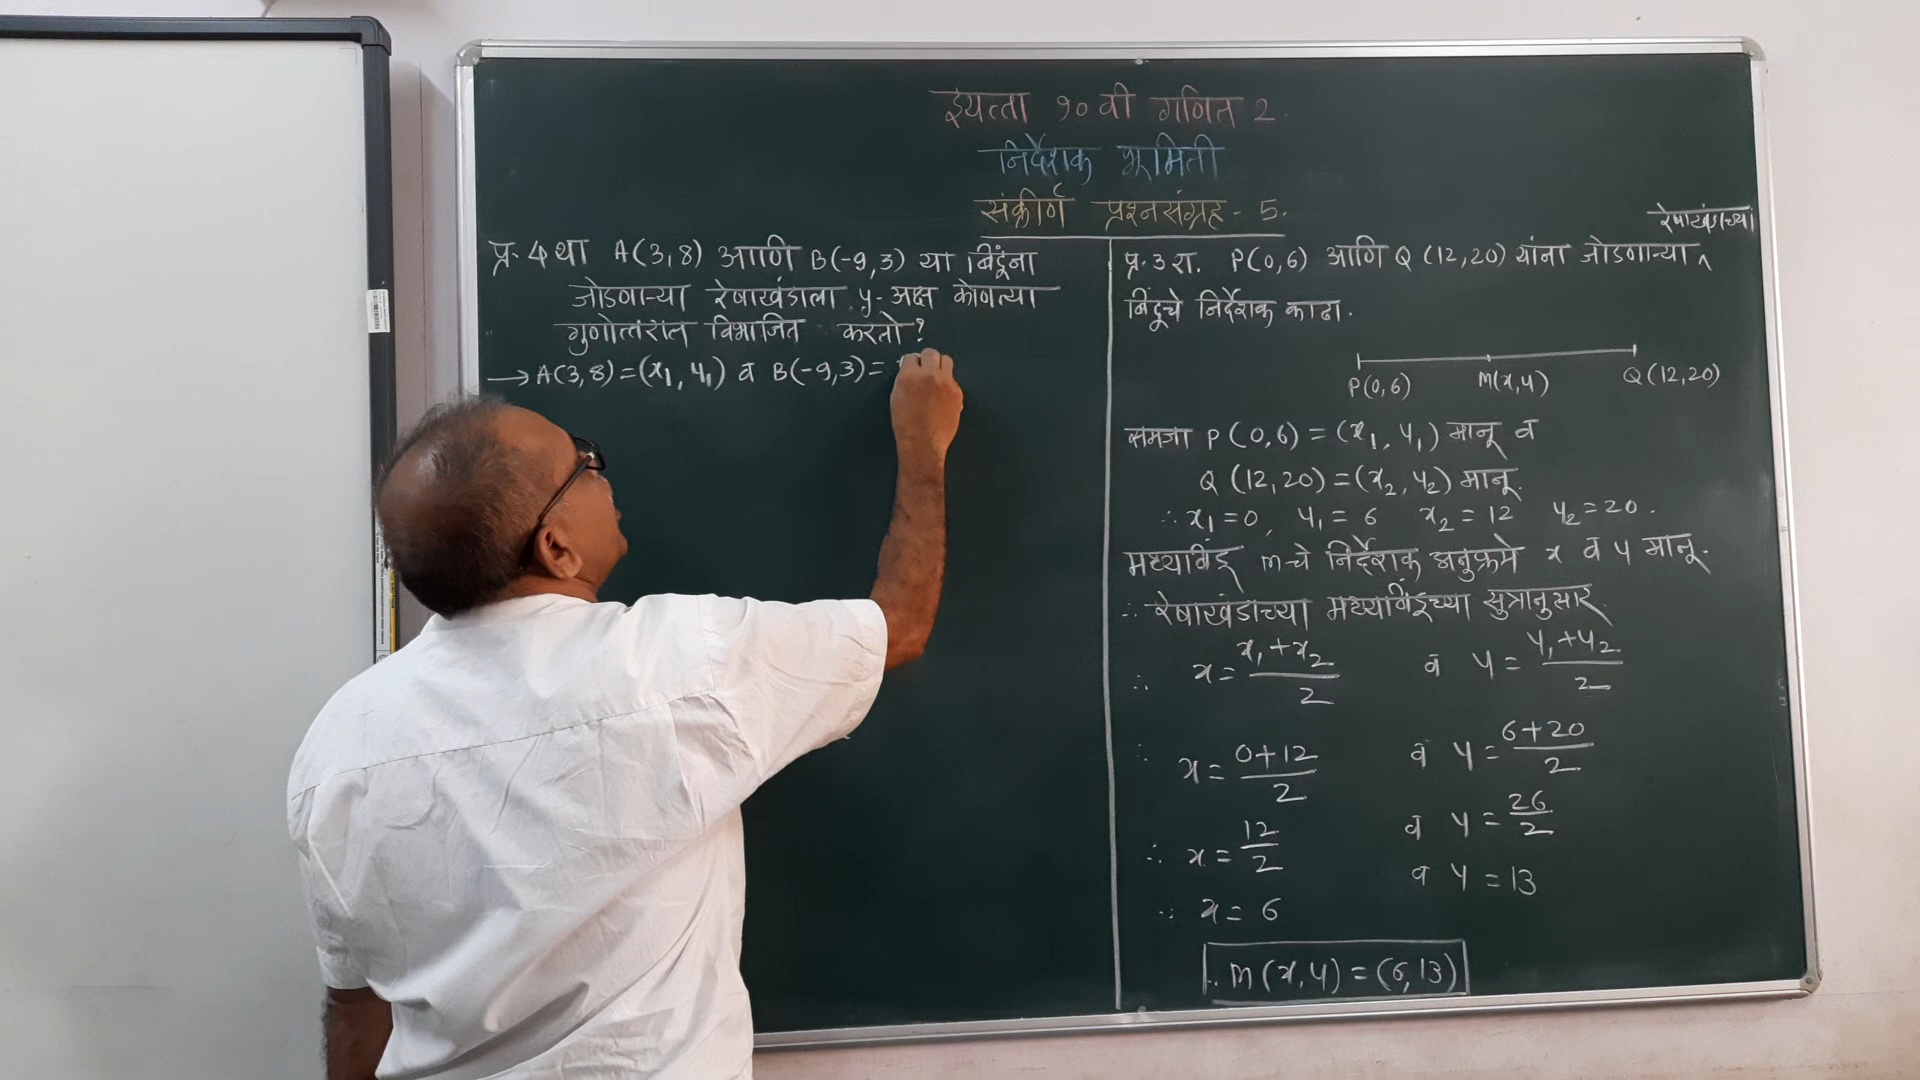 इयत्ता १० वी गणित 2.
निर्देशक भूमिती
संकीर्ण प्रश्नसंग्रह - 5.
प्र. 4 था A(3,8) आणि B(-9,3) या बिंदूंना
जोडणाऱ्या रेषाखंडाला y- अक्ष कोणत्या
गुणोत्तरात विभाजित करतो?
→ A(3,8)=(x₁, y₁) व B(-9,3)=
प्र. 3 रा. P(0,6) आणि Q (12,20) यांना जोडणाऱ्या ^ रेषाखंडाच्या
बिंदूचे निर्देशक काढा.
P(0,6) M(x,y) Q(12,20)
समजा P(0,6) = (x₁, y₁) मानू व
Q (12,20)=(x₂, y₂) मानू.
∴ x₁=0, y₁= 6 x₂=12 y₂=20.
मध्यबिंदू M चे निर्देशक अनुक्रमे x व y मानू.
∴ रेषाखंडाच्या मध्यबिंदूच्या सुत्रानुसार
∴ x = (x₁+x₂)/2 व y = (y₁+y₂)/2
∴ x = (0+12)/2 व y = (6+20)/2
∴ x = 12/2 व y = 26/2
∴ x = 6 व y = 13
∴ M(x,y) = (6,13)